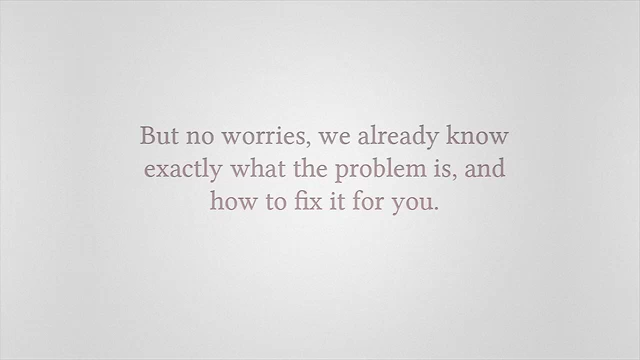 But no worries, we already know
exactly what the problem is, and
how to fix it for you.